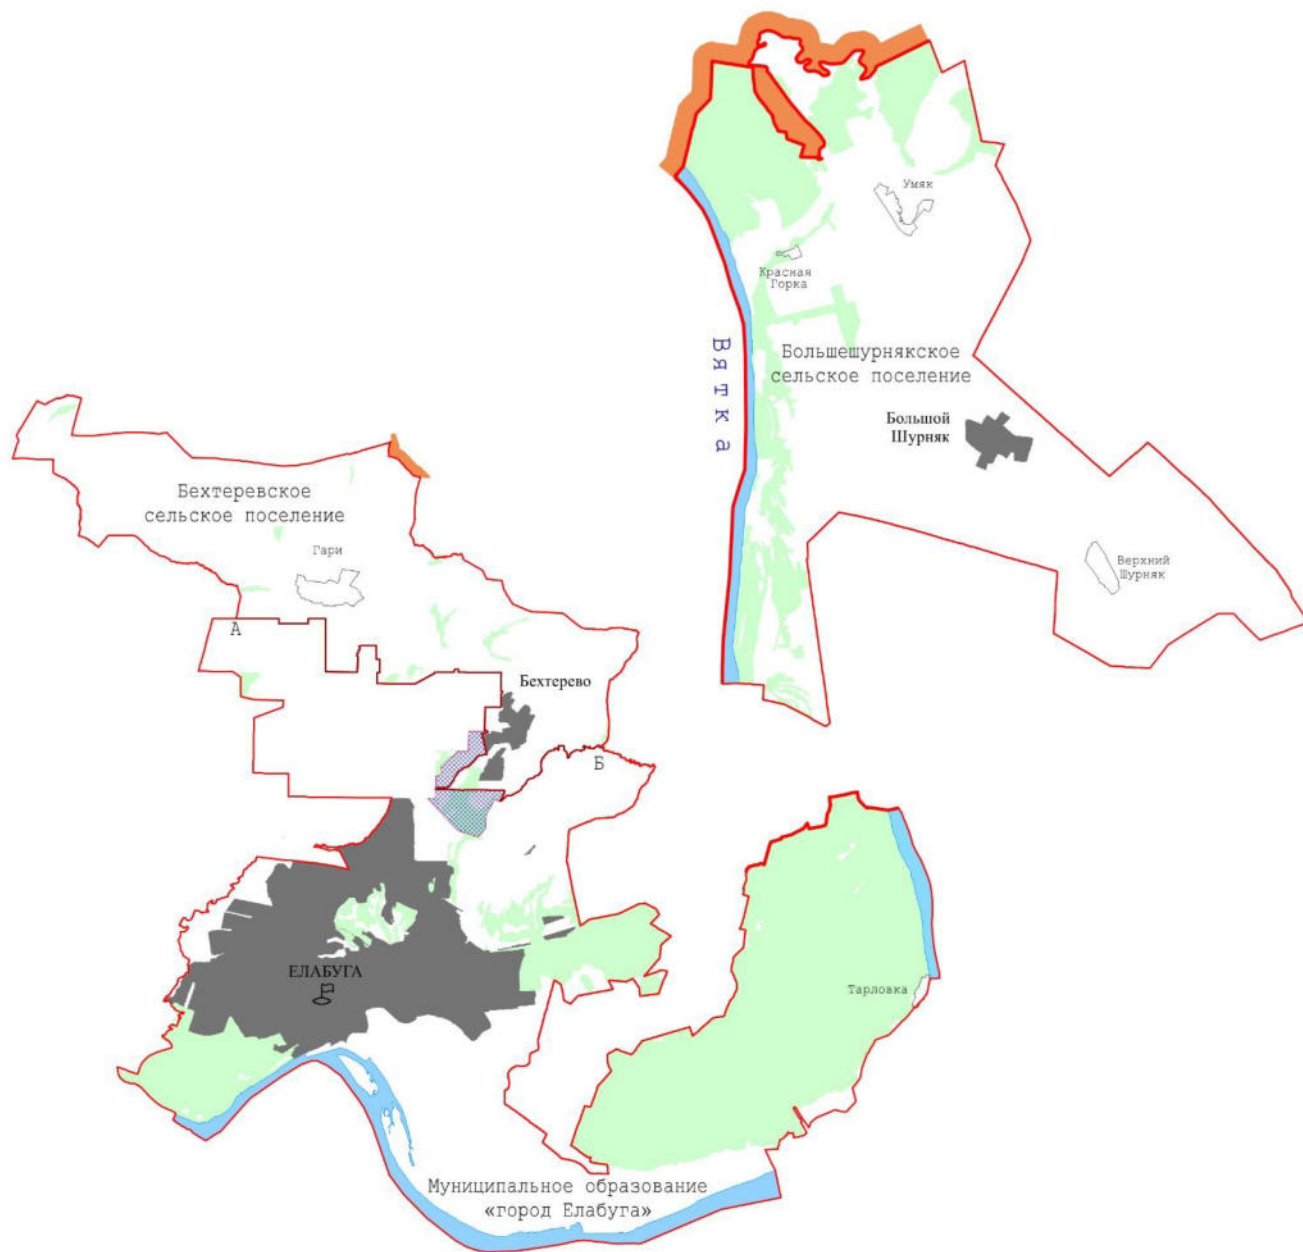 Умяк
Красная
Горка
Вятка
Большешурнякское
сельское поселение
Большой
Шурняк
Верхний
Шурняк
Бехтеревское
сельское поселение
Гари
А
Бехтерево
Б
ЕЛАБУГА
Тарловка
Муниципальное образование
«город Елабуга»